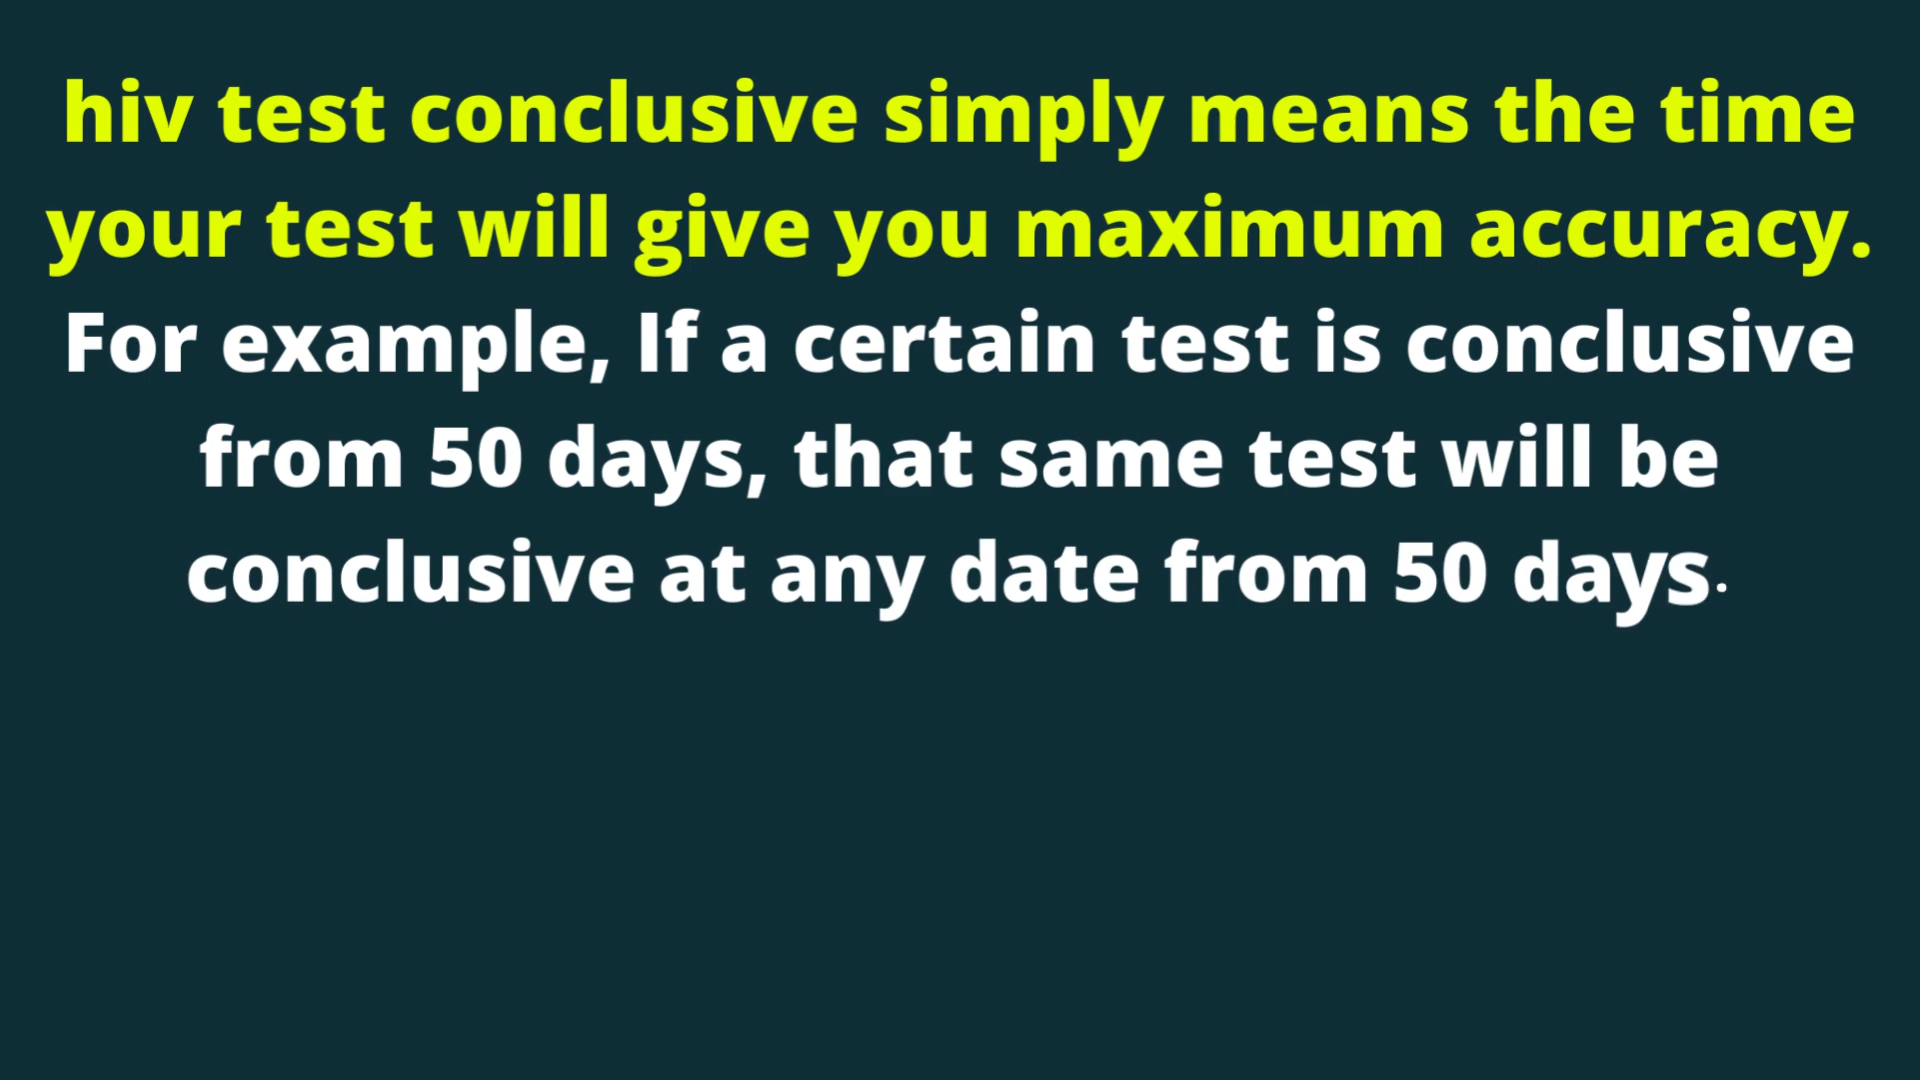 hiv test conclusive simply means the time
your test will give you maximum accuracy.
For example, If a certain test is conclusive
from 50 days, that same test will be
conclusive at any date from 50 days.